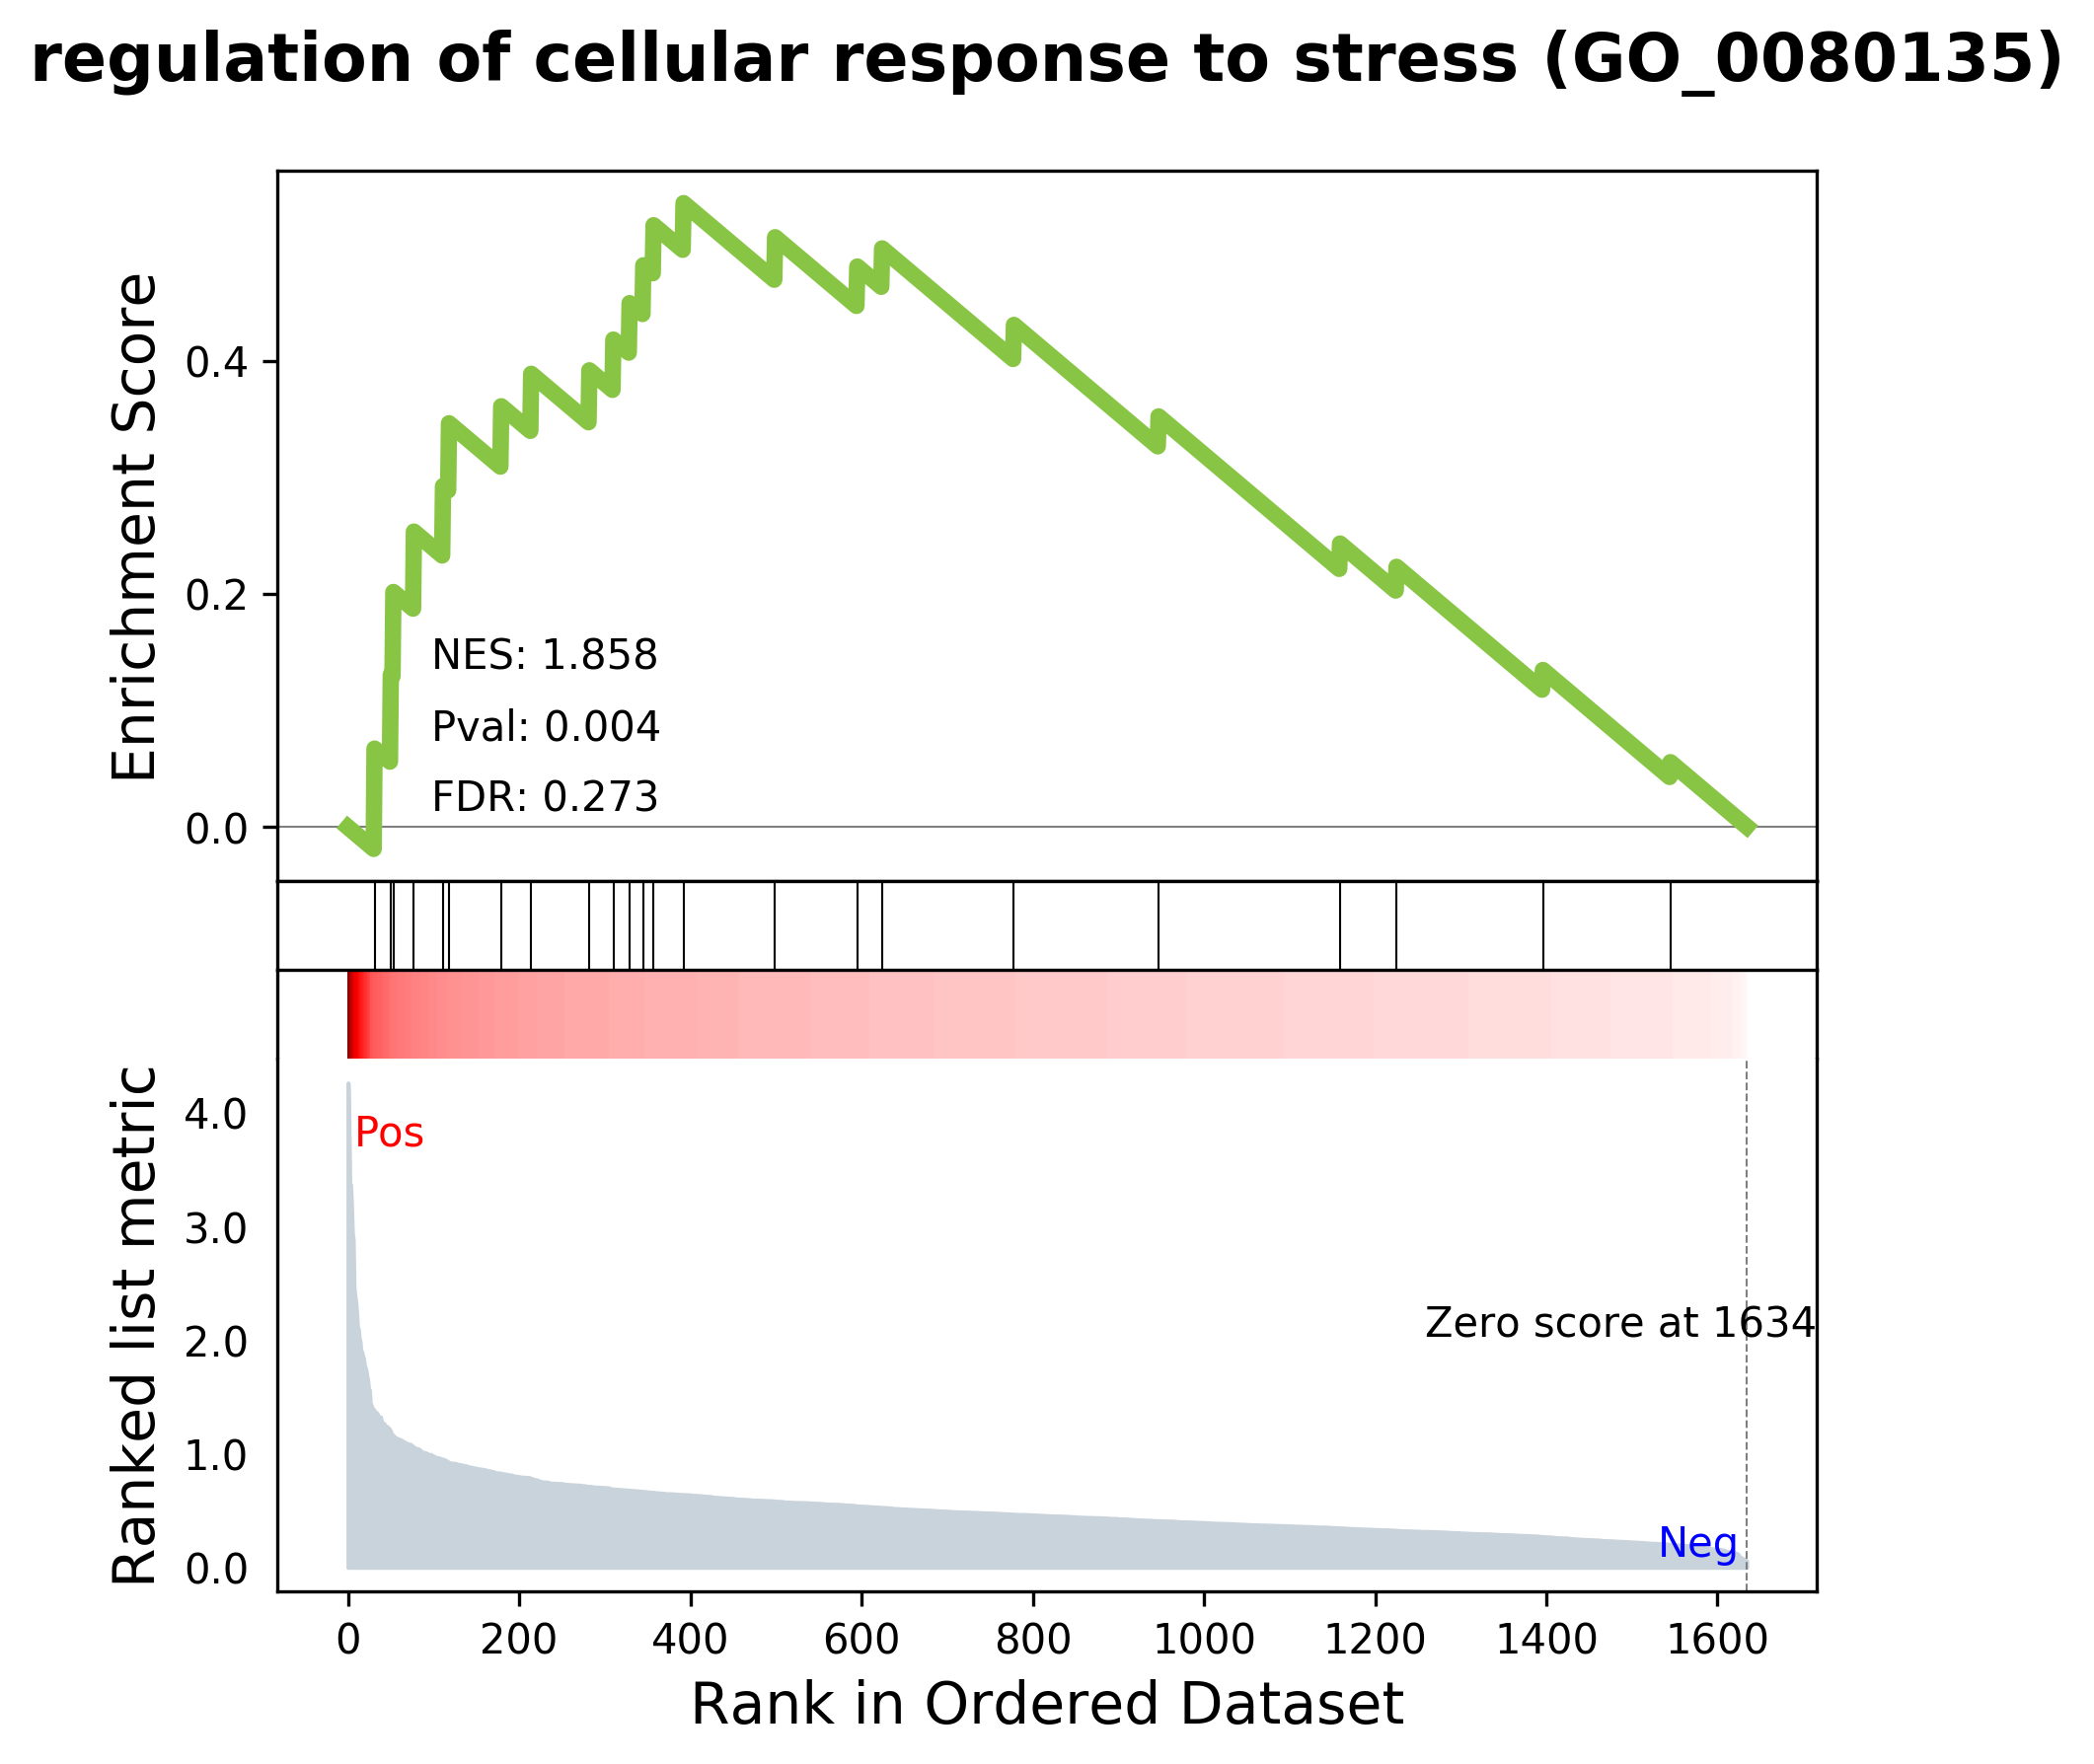 regulation of cellular response to stress (GO_0080135)
Enrichment Score
0.4
0.2
0.0
NES: 1.858
Pval: 0.004
FDR: 0.273
Ranked list metric
4.0
3.0
2.0
1.0
0.0
Pos
Zero score at 1634
Neg
0 200 400 600 800 1000 1200 1400 1600
Rank in Ordered Dataset